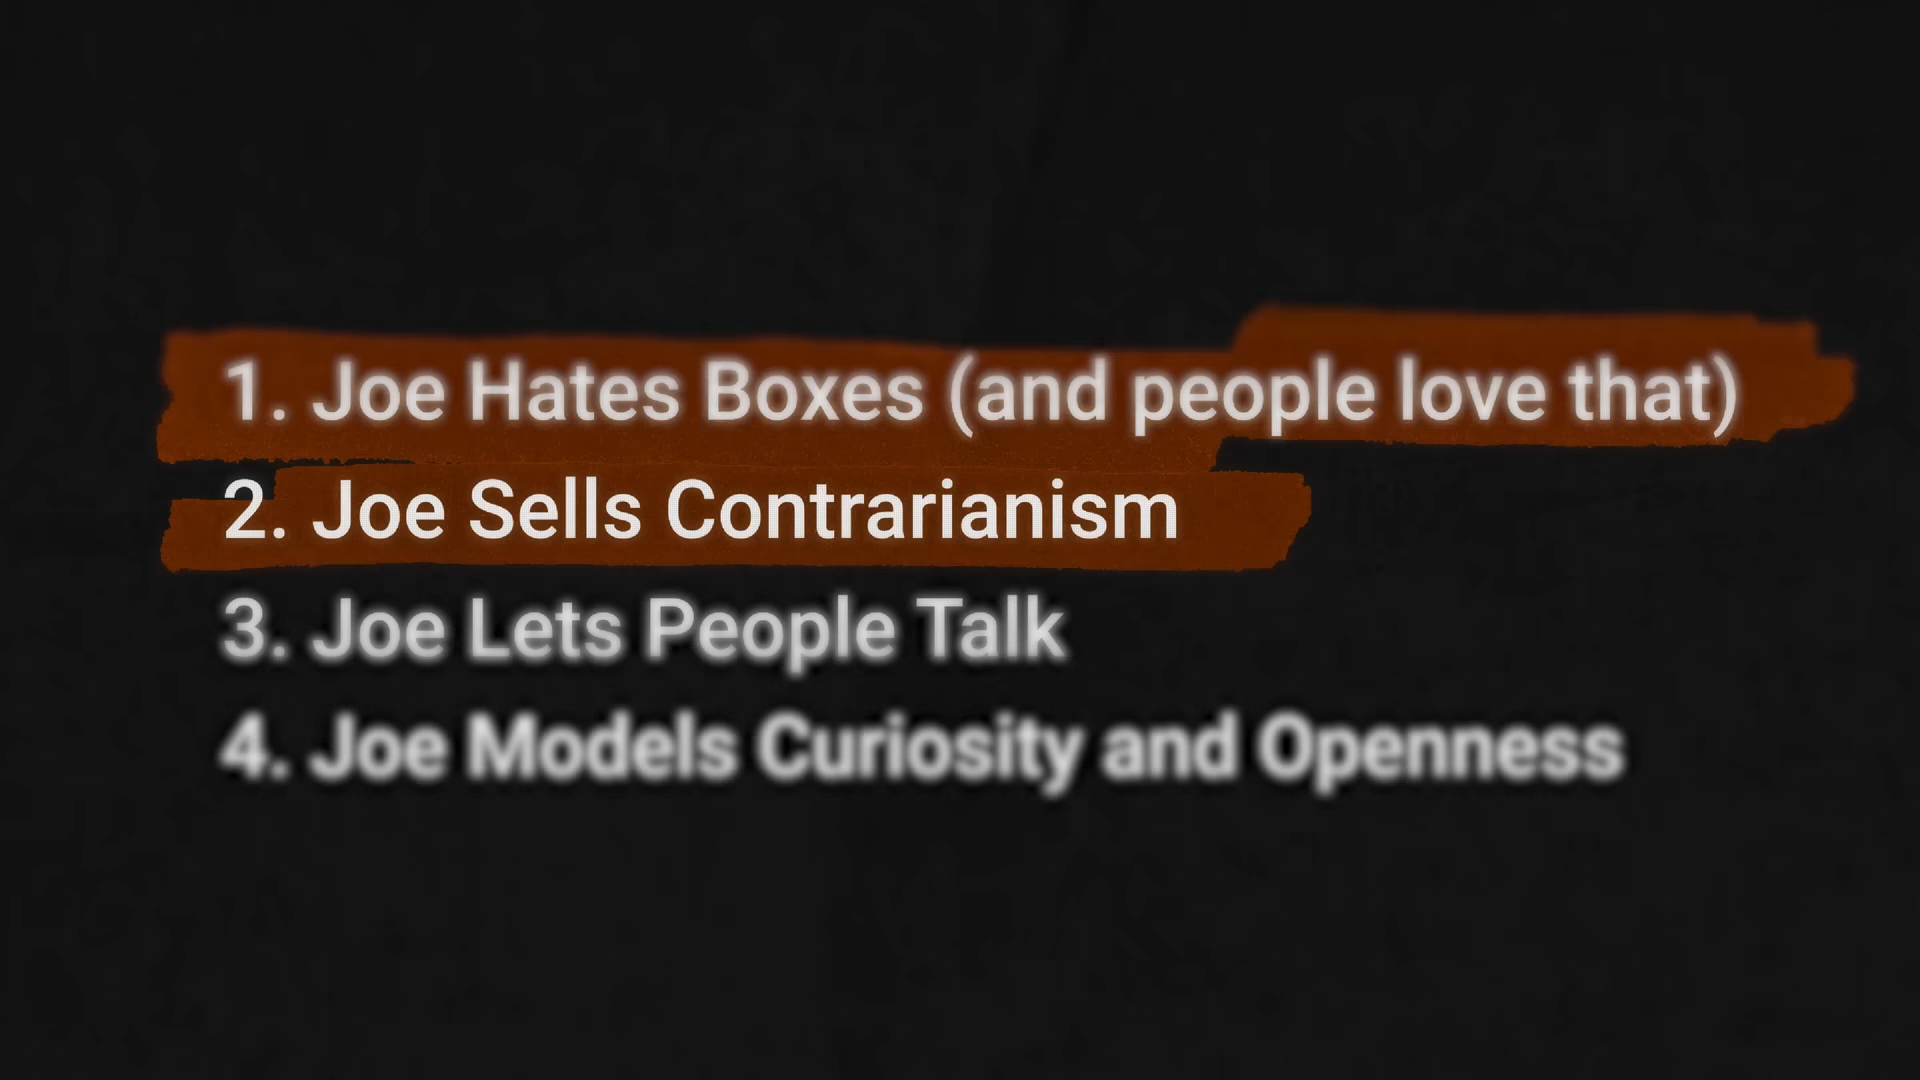 1. Joe Hates Boxes (and people love that)
2. Joe Sells Contrarianism
3. Joe Lets People Talk
4. Joe Models Curiosity and Openness